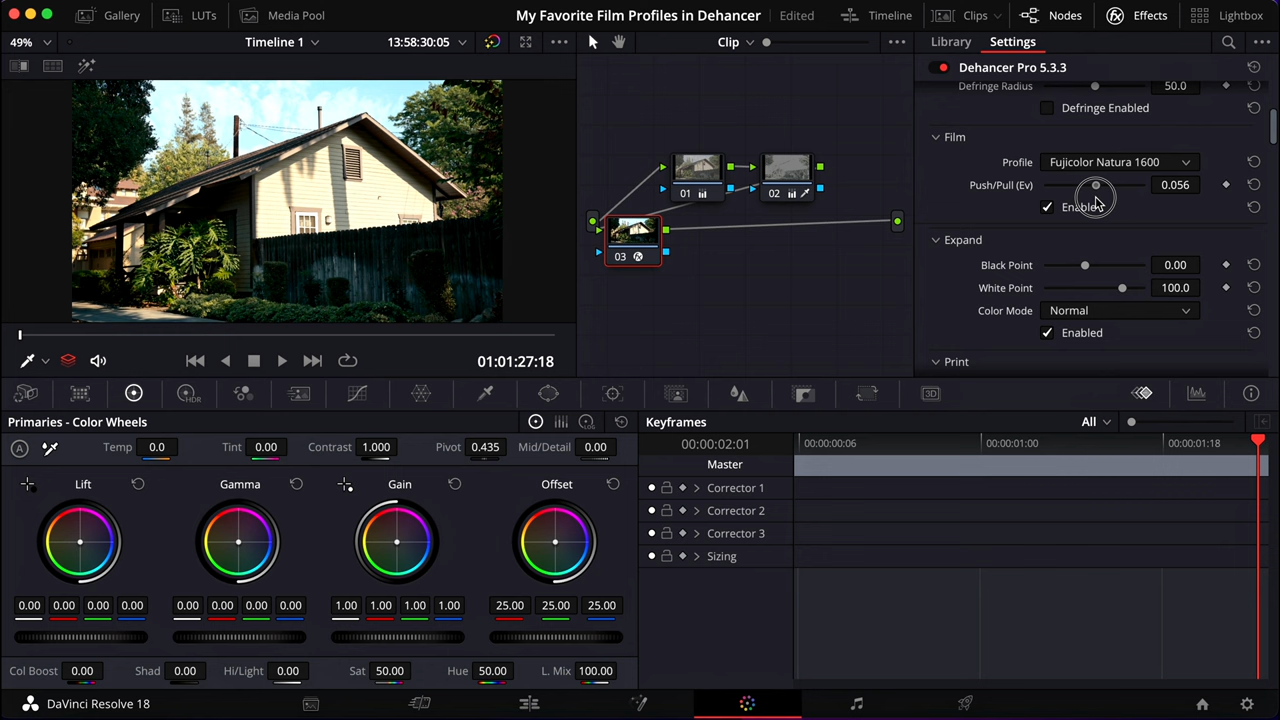 Gallery LUTs Media Pool My Favorite Film Profiles in Dehancer Edited Timeline Clips Nodes Effects Lightbox
49% Timeline 1 13:58:30:05 Clip Library Settings
Dehancer Pro 5.3.3
Defringe Radius 50.0
Defringe Enabled
Film
Profile Fujicolor Natura 1600
Push/Pull (Ev) 0.056
Enabled
Expand
Black Point 0.00
White Point 100.0
Color Mode Normal
Enabled
Print
01 02
03
01:01:27:18
HDR 3D
Primaries - Color Wheels
A Temp 0.0 Tint 0.00 Contrast 1.000 Pivot 0.435 Mid/Detail 0.00
Lift Gamma Gain Offset
0.00 0.00 0.00 0.00 0.00 0.00 0.00 0.00 1.00 1.00 1.00 1.00 25.00 25.00 25.00
Col Boost 0.00 Shad 0.00 Hi/Light 0.00 Sat 50.00 Hue 50.00 L. Mix 100.00
Keyframes All
00:00:02:01 00:00:00:06 00:00:01:00 00:00:01:18
Master
Corrector 1
Corrector 2
Corrector 3
Sizing
DaVinci Resolve 18